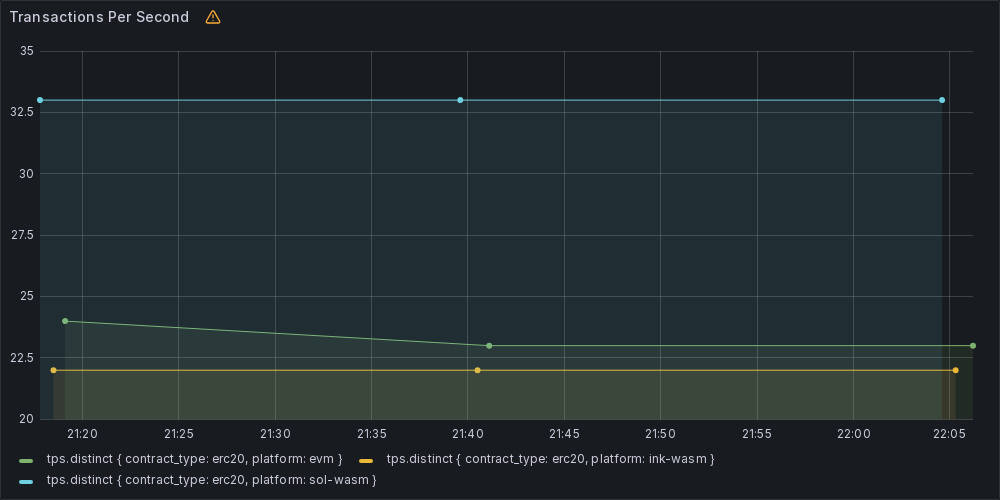 Transactions Per Second
35
32.5
30
27.5
25
22.5
20
21:20 21:25 21:30 21:35 21:40 21:45 21:50 21:55 22:00 22:05
tps.distinct { contract_type: erc20, platform: evm } tps.distinct { contract_type: erc20, platform: ink-wasm }
tps.distinct { contract_type: erc20, platform: sol-wasm }